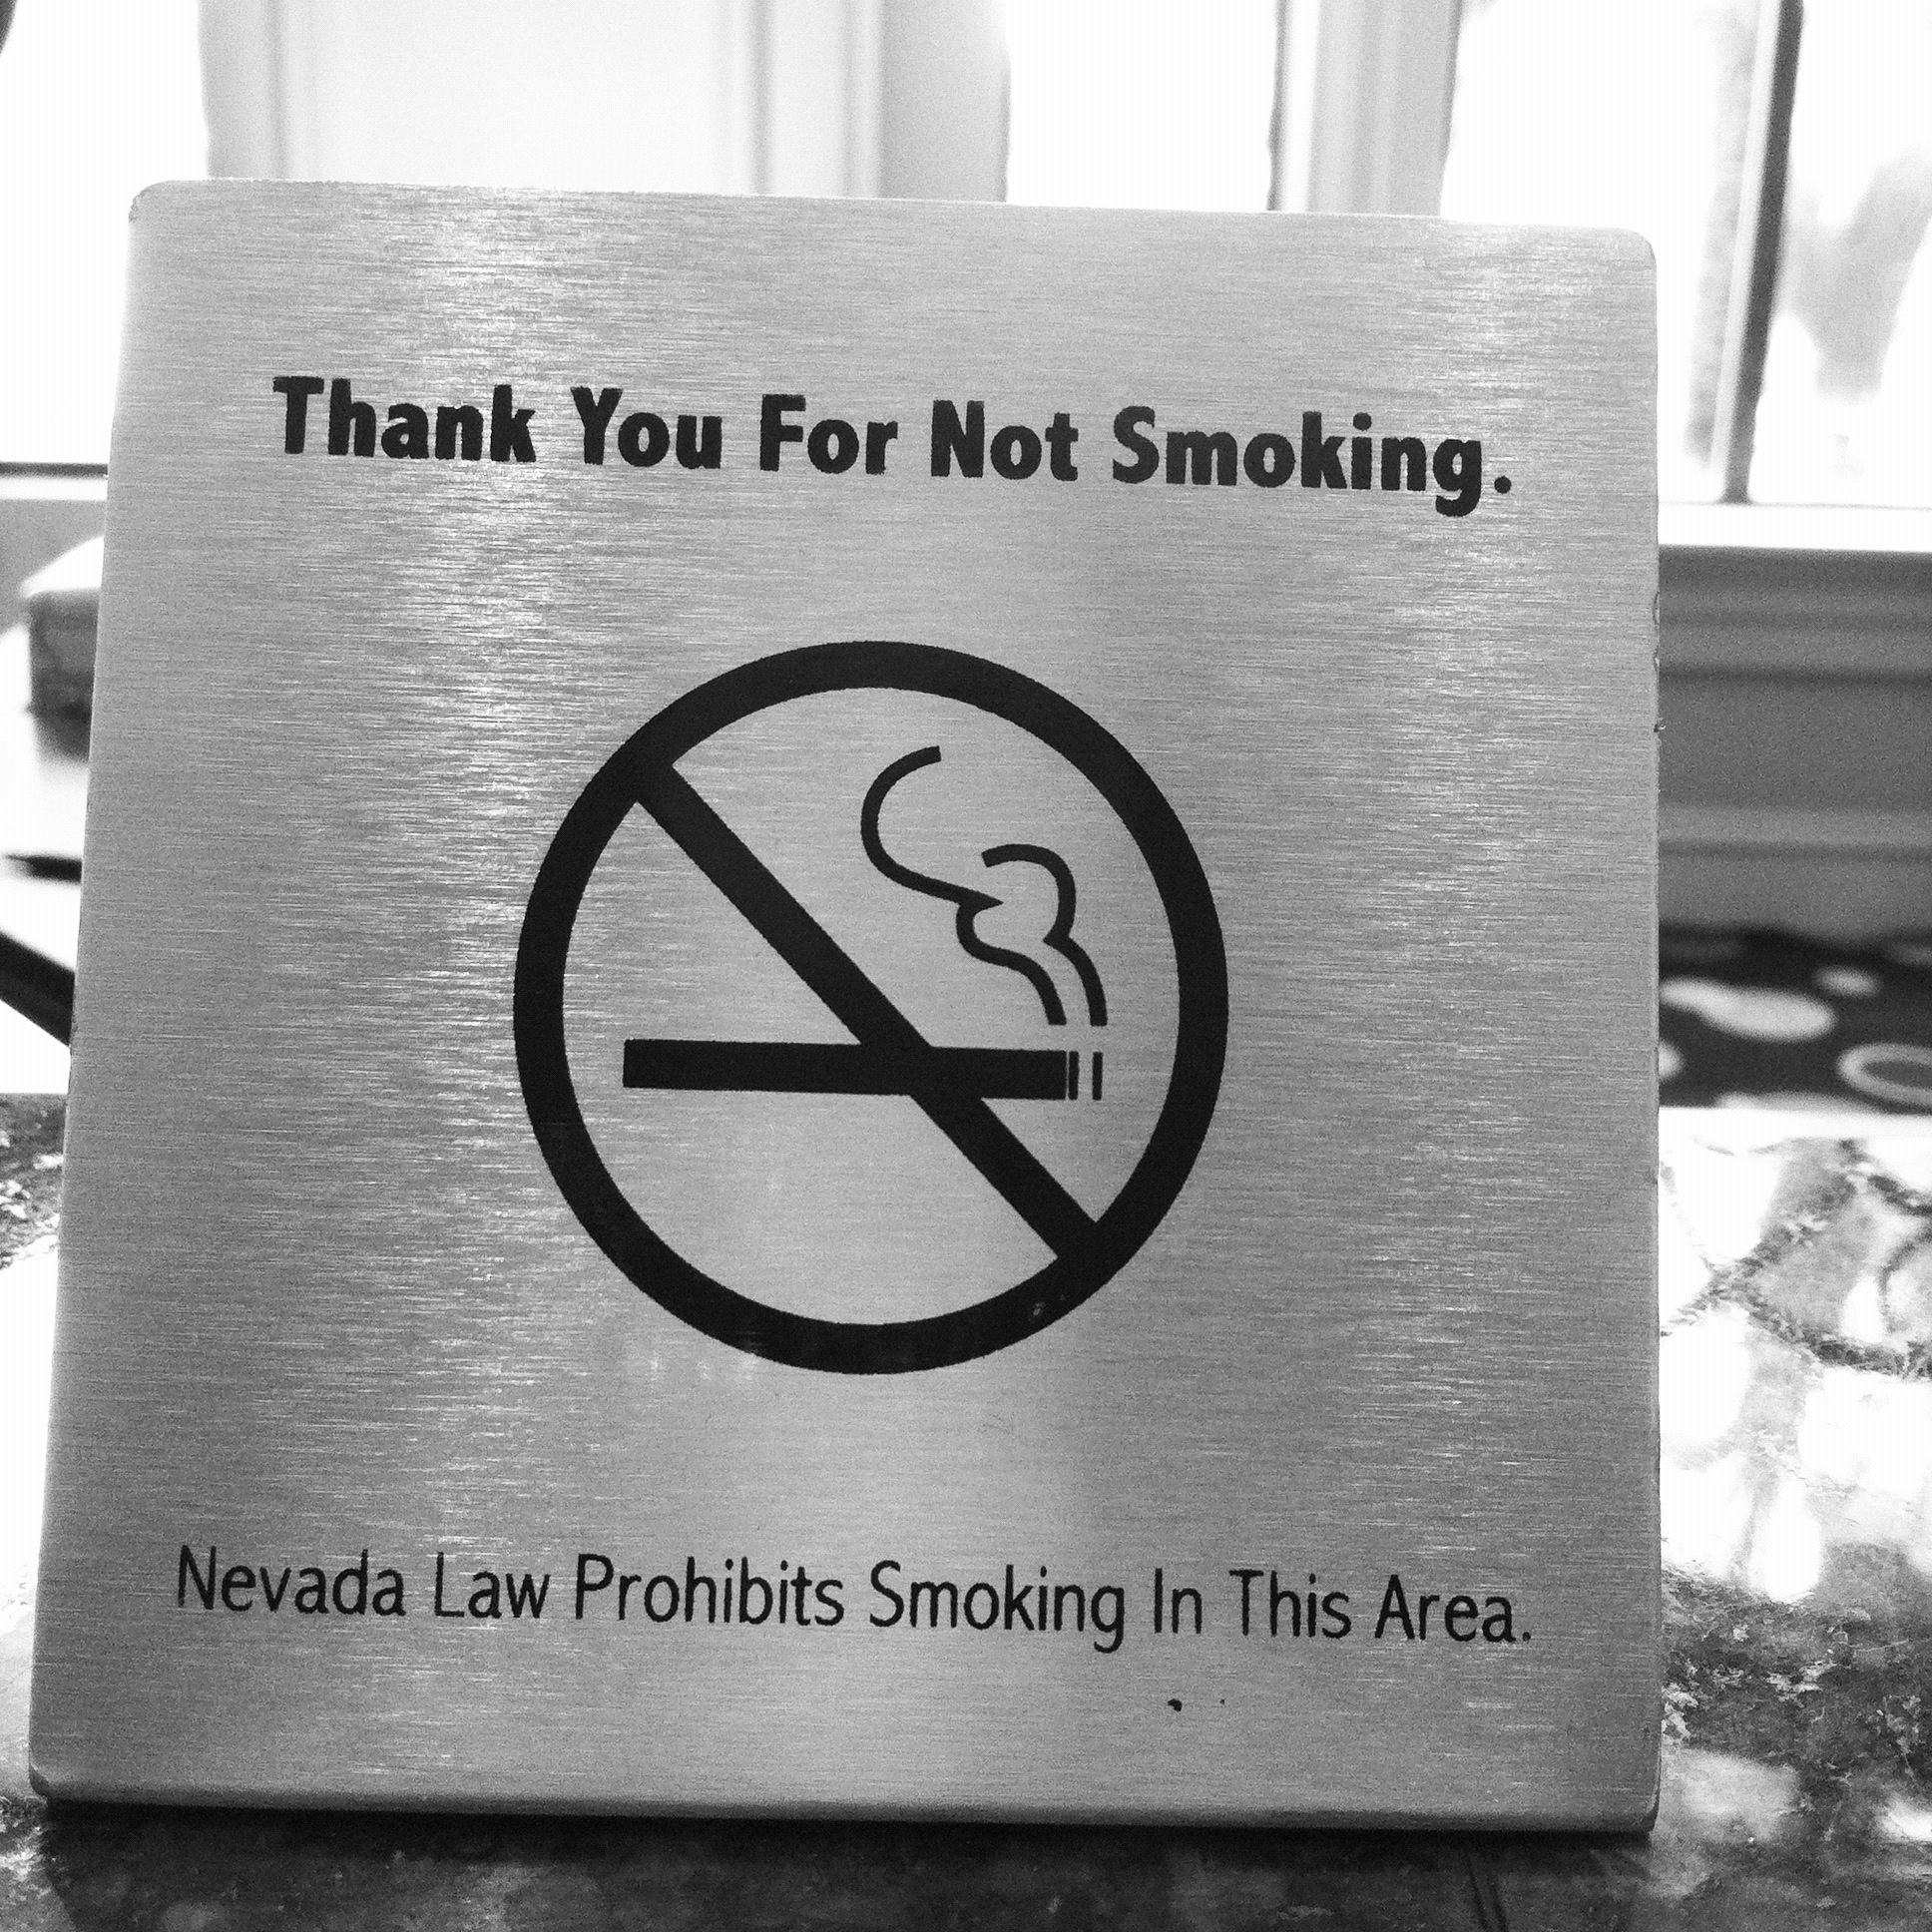 Thank You For Not Smoking.
Nevada Law Prohibits Smoking In This Area.